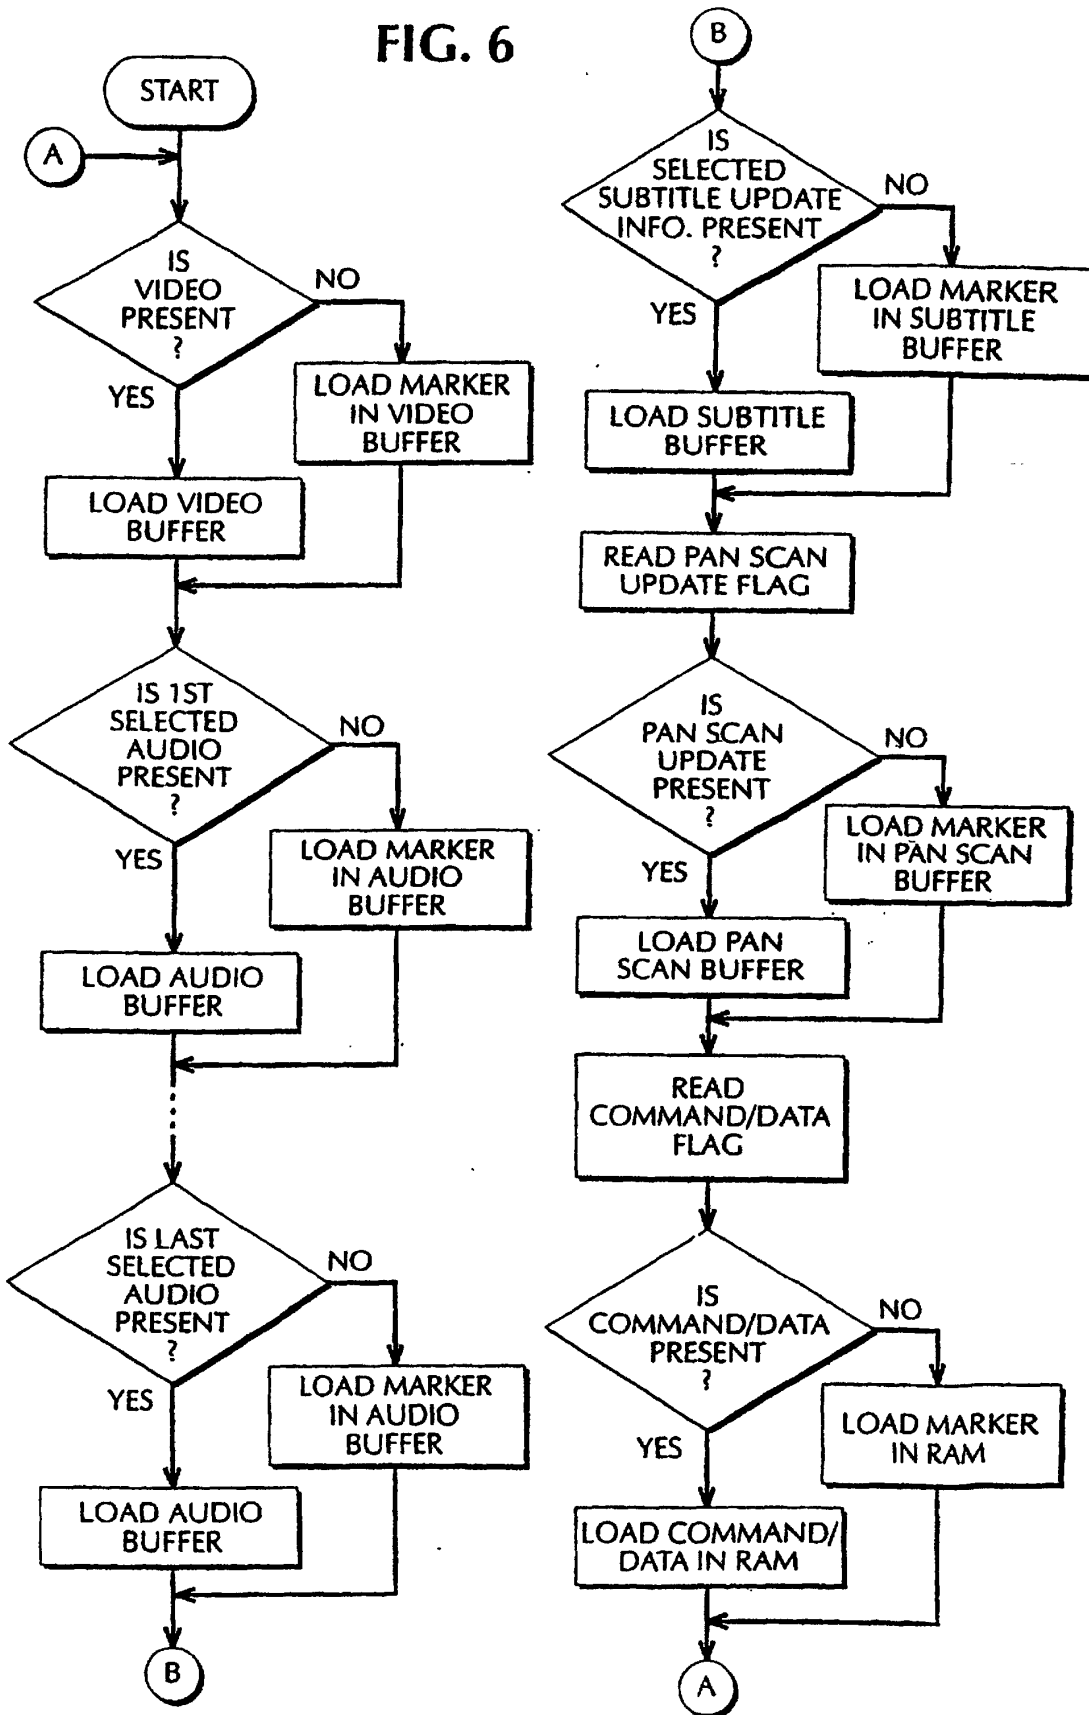 FIG. 6
START
A
IS
VIDEO
PRESENT
?
NO
YES
LOAD MARKER
IN VIDEO
BUFFER
LOAD VIDEO
BUFFER
IS 1ST
SELECTED
AUDIO
PRESENT
?
NO
YES
LOAD MARKER
IN AUDIO
BUFFER
LOAD AUDIO
BUFFER
IS LAST
SELECTED
AUDIO
PRESENT
?
NO
YES
LOAD MARKER
IN AUDIO
BUFFER
LOAD AUDIO
BUFFER
B
B
IS
SELECTED
SUBTITLE UPDATE
INFO. PRESENT
?
NO
YES
LOAD MARKER
IN SUBTITLE
BUFFER
LOAD SUBTITLE
BUFFER
READ PAN SCAN
UPDATE FLAG
IS
PAN SCAN
UPDATE
PRESENT
?
NO
YES
LOAD MARKER
IN PAN SCAN
BUFFER
LOAD PAN
SCAN BUFFER
READ
COMMAND/DATA
FLAG
IS
COMMAND/DATA
PRESENT
?
NO
YES
LOAD MARKER
IN RAM
LOAD COMMAND/
DATA IN RAM
A